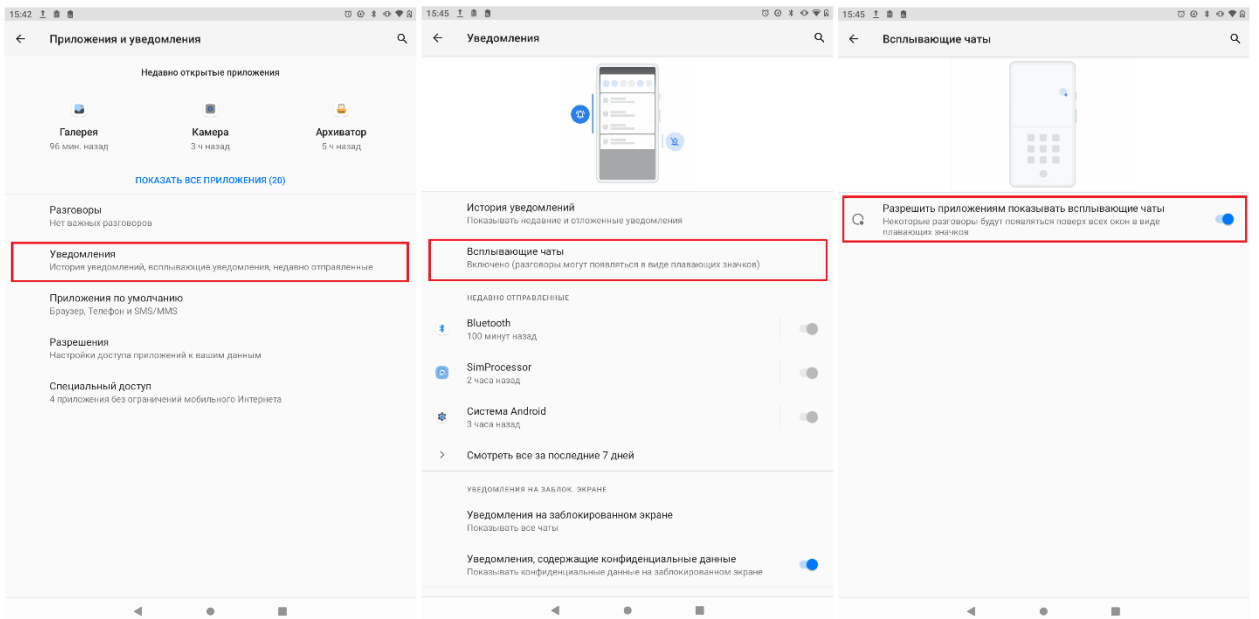 15:42
Приложения и уведомления
Недавно открытые приложения
Галерея
Камера
Архиватор
96 мин. назад
3 ч назад
5 ч назад
ПОКАЗАТЬ ВСЕ ПРИЛОЖЕНИЯ (20)
Разговоры
Нет важных разговоров
Уведомления
История уведомлений, всплывающие уведомления, недавно отправленные
Приложения по умолчанию
Браузер, Телефон и SMS/MMS
Разрешения
Настройки доступа приложений к вашим данным
Специальный доступ
4 приложения без ограничений мобильного Интернета
15:45
Уведомления
История уведомлений
Показывать недавние и отложенные уведомления
Всплывающие чаты
Включено (разговоры могут появляться в виде плавающих значков)
НЕДАВНО ОТПРАВЛЕННЫЕ
Bluetooth
100 минут назад
SimProcessor
2 часа назад
Система Android
3 часа назад
Смотреть все за последние 7 дней
УВЕДОМЛЕНИЯ НА ЗАБЛОК. ЭКРАНЕ
Уведомления на заблокированном экране
Показывать все чаты
Уведомления, содержащие конфиденциальные данные
Показывать конфиденциальные данные на заблокированном экране
15:45
Всплывающие чаты
Разрешить приложениям показывать всплывающие чаты
Некоторые разговоры будут появляться поверх всех окон в виде
плавающих значков